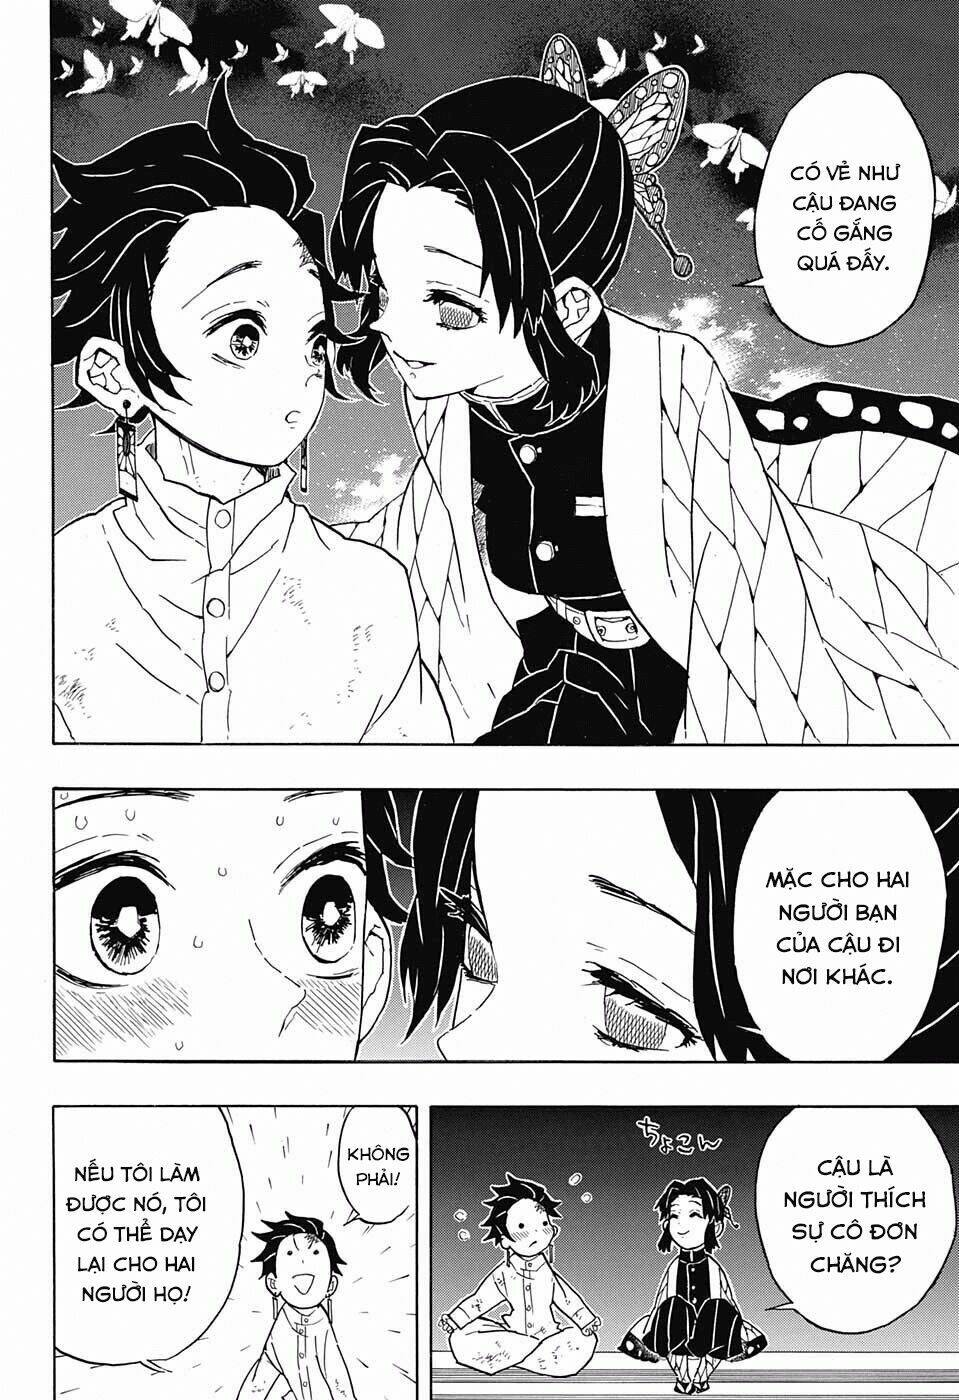 CÓ VẺ NHƯ
CẬU ĐANG
CỐ GẮNG
QUÁ ĐẤY.
MẶC CHO HAI
NGƯỜI BẠN
CỦA CẬU ĐI
NƠI KHÁC.
CẬU LÀ
NGƯỜI THÍCH
SỰ CÔ ĐƠN
CHĂNG?
ちょこん
KHÔNG
PHẢI!
NẾU TÔI LÀM
ĐƯỢC NÓ, TÔI
CÓ THỂ DẠY
LẠI CHO HAI
NGƯỜI HỌ!